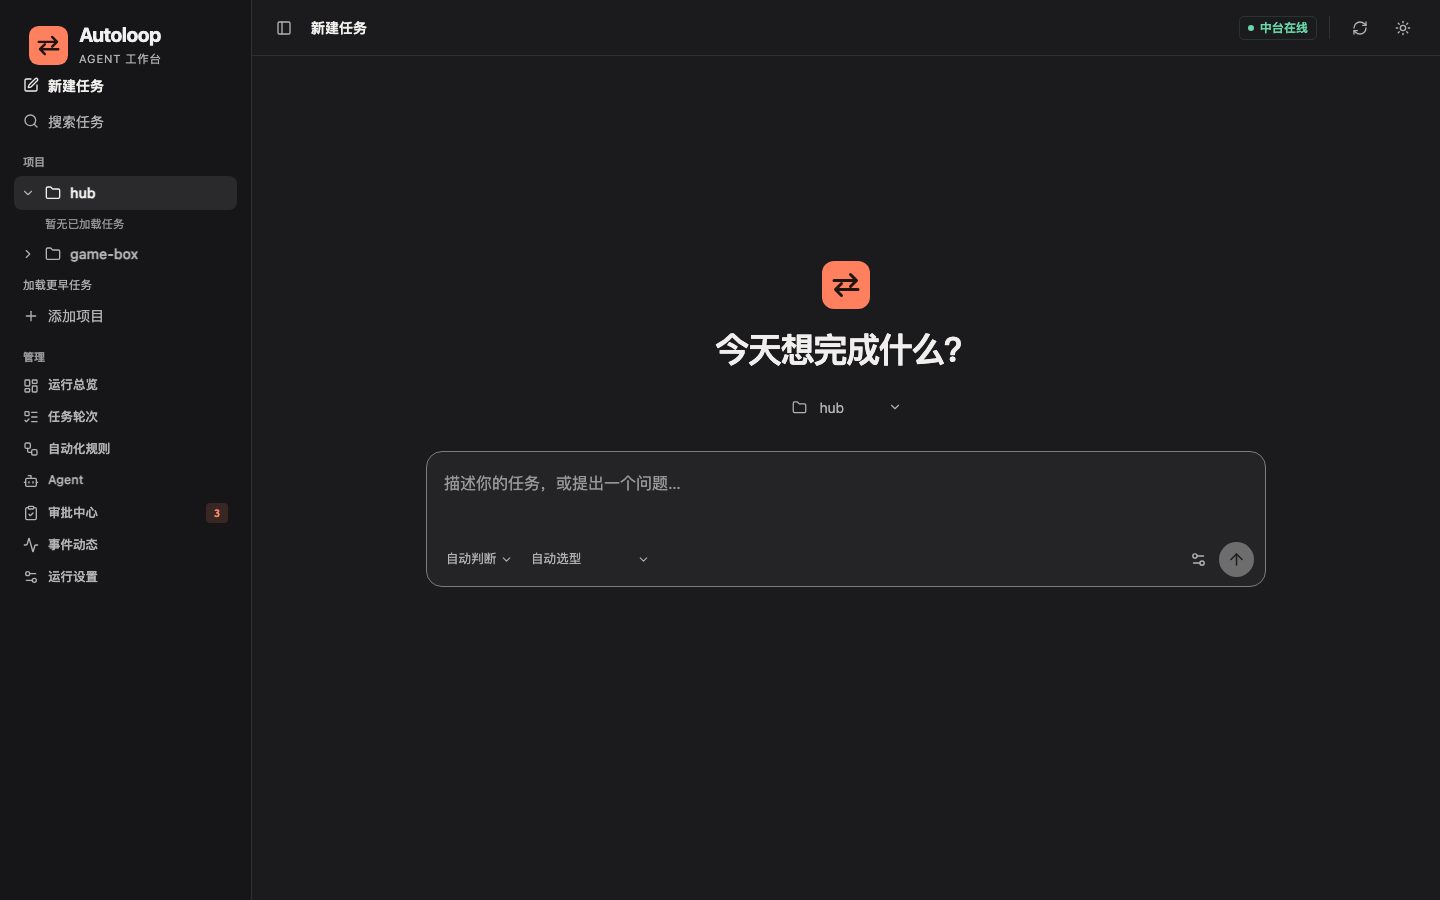 Autoloop
AGENT 工作台
新建任务
搜索任务
项目
hub
暂无已加载任务
game-box
加载更早任务
添加项目
管理
运行总览
任务轮次
自动化规则
Agent
审批中心 3
事件动态
运行设置
新建任务
中台在线
今天想完成什么?
hub
描述你的任务，或提出一个问题...
自动判断 自动选型